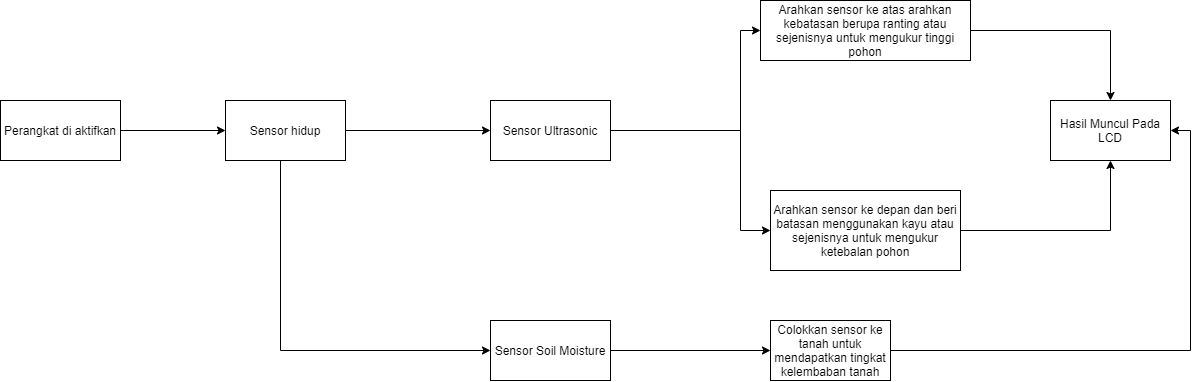 Arahkan sensor ke atas arahkan
kebatasan berupa ranting atau
sejenisnya untuk mengukur tinggi
pohon
Perangkat di aktifkan
Sensor hidup
Sensor Ultrasonic
Hasil Muncul Pada
LCD
Arahkan sensor ke depan dan beri
batasan menggunakan kayu atau
sejenisnya untuk mengukur
ketebalan pohon
Sensor Soil Moisture
Colokkan sensor ke
tanah untuk
mendapatkan tingkat
kelembaban tanah